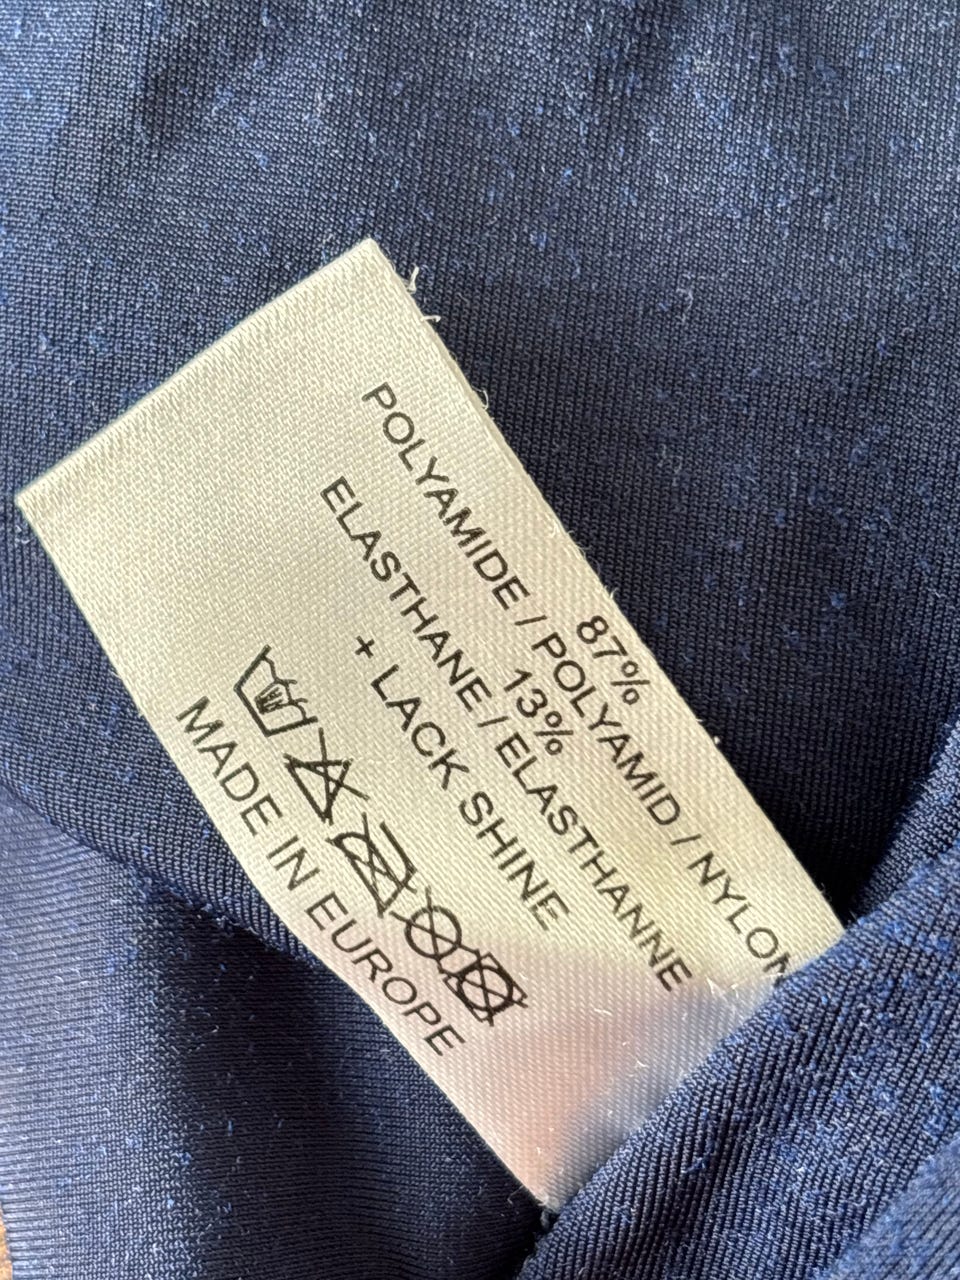 87%
POLYAMIDE / POLYAMID / NYLON
13%
ELASTHANE / ELASTHANNE
+ LACK SHINE
MADE IN EUROPE